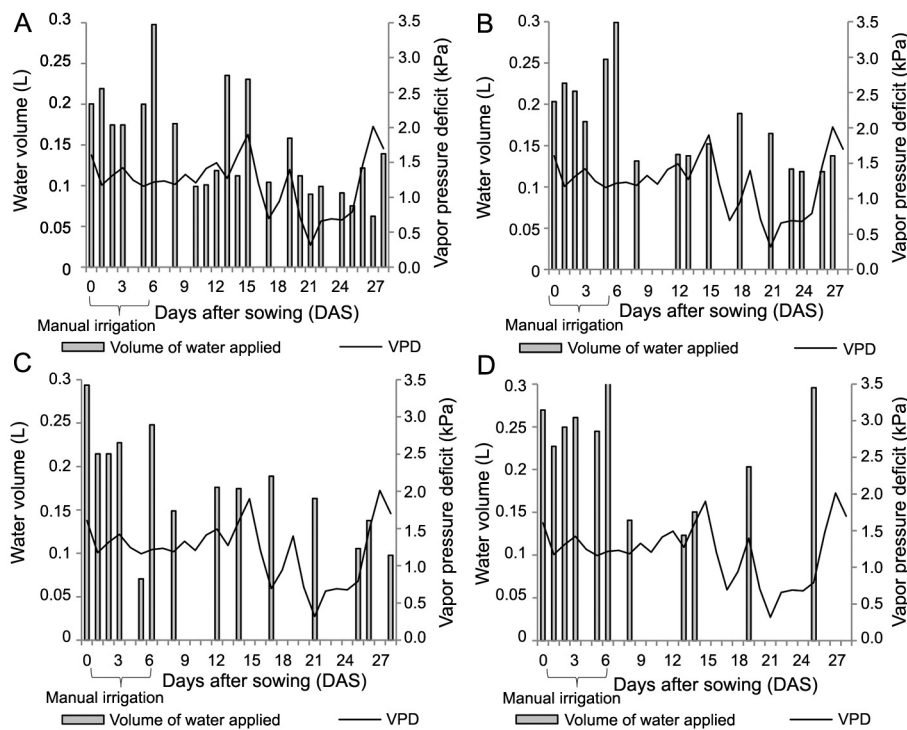 A
Water volume (L)
0.3
0.25
0.2
0.15
0.1
0.05
0
3.5
3.0
2.5
2.0
1.5
1.0
0.5
0.0
Vapor pressure deficit (kPa)
0 3 6 9 12 15 18 21 24 27
Days after sowing (DAS)
Manual irrigation
Volume of water applied VPD
B
Water volume (L)
0.3
0.25
0.2
0.15
0.1
0.05
0
3.5
3.0
2.5
2.0
1.5
1.0
0.5
0.0
Vapor pressure deficit (kPa)
0 3 6 9 12 15 18 21 24 27
Days after sowing (DAS)
Manual irrigation
Volume of water applied VPD
C
Water volume (L)
0.3
0.25
0.2
0.15
0.1
0.05
0
3.5
3.0
2.5
2.0
1.5
1.0
0.5
0.0
Vapor pressure deficit (kPa)
0 3 6 9 12 15 18 21 24 27
Days after sowing (DAS)
Manual irrigation
Volume of water applied VPD
D
Water volume (L)
0.3
0.25
0.2
0.15
0.1
0.05
0
3.5
3.0
2.5
2.0
1.5
1.0
0.5
0.0
Vapor pressure deficit (kPa)
0 3 6 9 12 15 18 21 24 27
Days after sowing (DAS)
Manual irrigation
Volume of water applied VPD